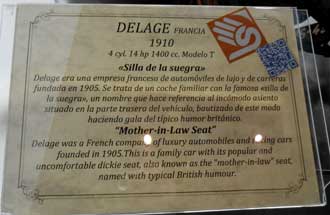 DELAGE FRANCIA
1910
4 cyl. 14 hp 1400 cc. Modelo T
«Silla de la suegra»
Delage era una empresa francesa de automóviles de lujo y de carreras
fundada en 1905. Se trata de un coche familiar con la famosa «silla de
la suegra», un nombre que hace referencia al incómodo asiento
situado en la parte trasera del vehículo, bautizado de este modo
haciendo gala del típico humor británico.
"Mother-in-Law Seat"
Delage was a French company of luxury automobiles and racing cars
founded in 1905. This is a family car with its popular and
uncomfortable dickie seat, also known as the "mother-in-law" seat,
named with typical British humour.